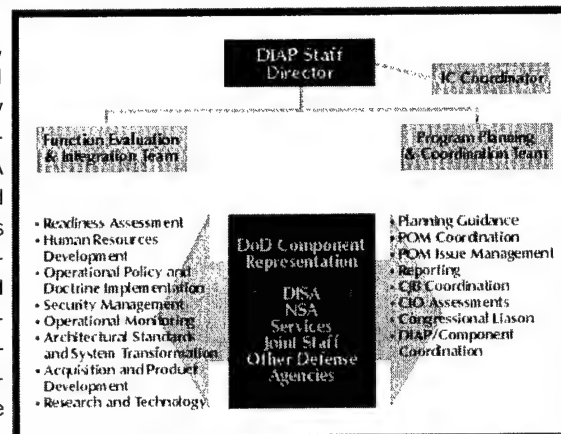 DIAP Staff
Director
IC Coordinator
Function Evaluation
& Integration Team
Program Planning
& Coordination Team
• Readiness Assessment
• Human Resources
Development
• Operational Policy and
Doctrine Implementation
• Security Management
• Operational Monitoring
• Architectural Standards
and System Transformation
• Acquisition and Product
Development
• Research and Technology
DoD Component
Representation
DISA
NSA
Services
Joint Staff
Other Defense
Agencies
• Planning Guidance
• POM Coordination
• POM Issue Management
• Reporting
• CJB Coordination
• CIO Assessments
• Congressional Liason
• DIAP/Component
Coordination